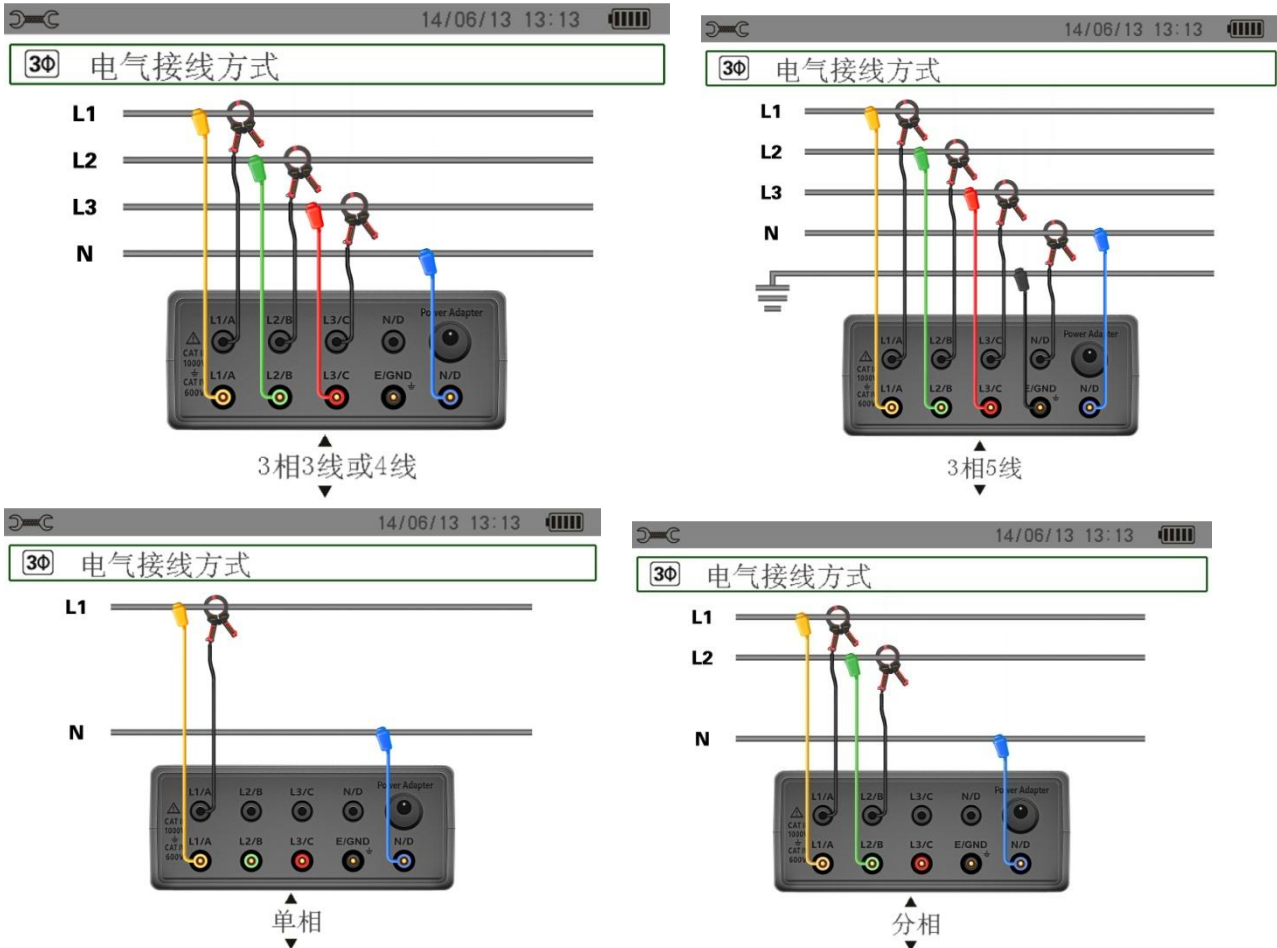 14/06/13 13:13
3Φ 电气接线方式
L1
L2
L3
N
L1/A L2/B L3/C N/D Power Adapter
1000V
600V
L1/A L2/B L3/C E/GND N/D
3相3线或4线
14/06/13 13:13
3Φ 电气接线方式
L1
L2
L3
N
L1/A L2/B L3/C N/D Power Adapter
L1/A L2/B L3/C E/GND N/D
3相5线
14/06/13 13:13
3Φ 电气接线方式
L1
N
L1/A L2/B L3/C N/D Power Adapter
L1/A L2/B L3/C E/GND N/D
单相
14/06/13 13:13
3Φ 电气接线方式
L1
L2
N
L1/A L2/B L3/C N/D Power Adapter
L1/A L2/B L3/C E/GND N/D
分相